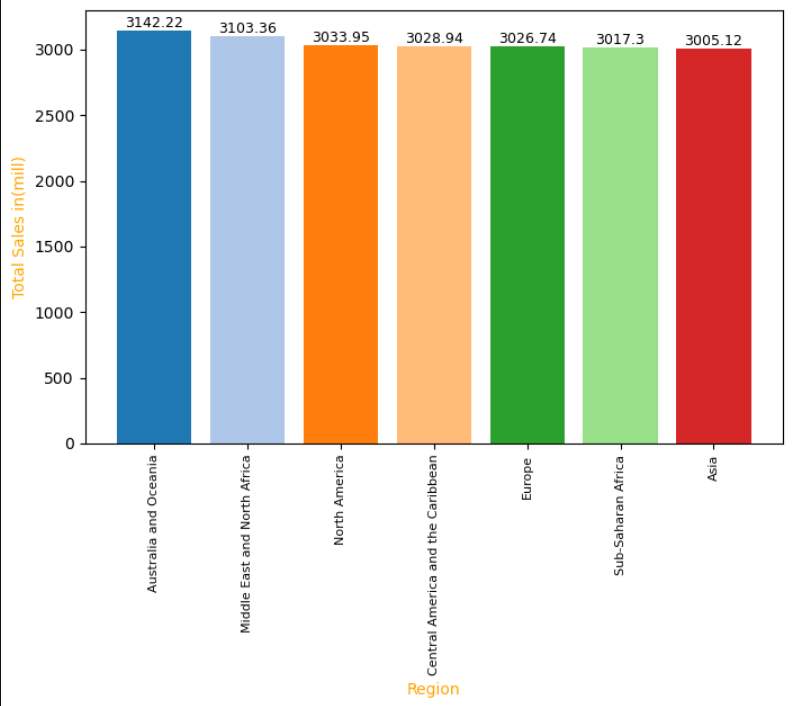 3142.22
3103.36
3033.95
3028.94
3026.74
3017.3
3005.12
3000
2500
2000
1500
1000
500
0
Total Sales in(mill)
Australia and Oceania
Middle East and North Africa
North America
Central America and the Caribbean
Europe
Sub-Saharan Africa
Asia
Region